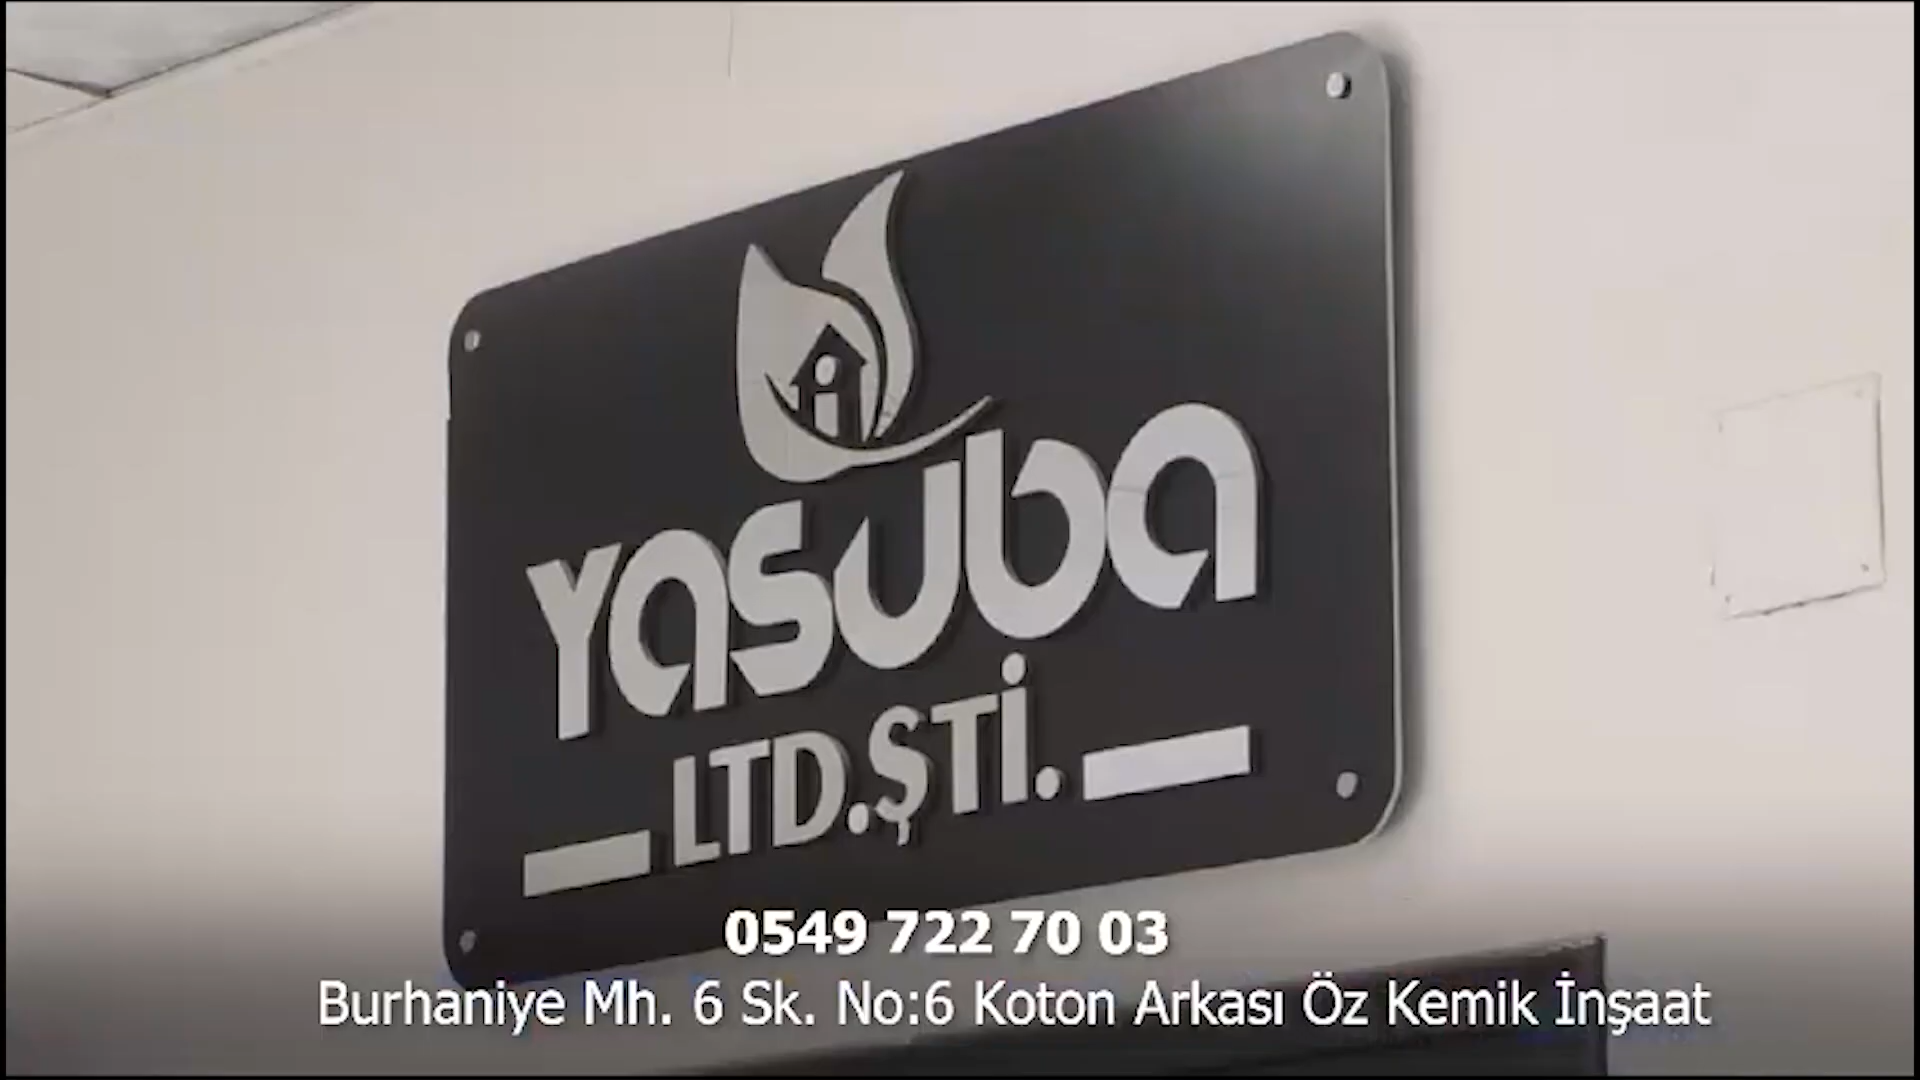 Yasuba
LTD.ŞTİ.
0549 722 70 03
Burhaniye Mh. 6 Sk. No:6 Koton Arkası Öz Kemik İnşaat